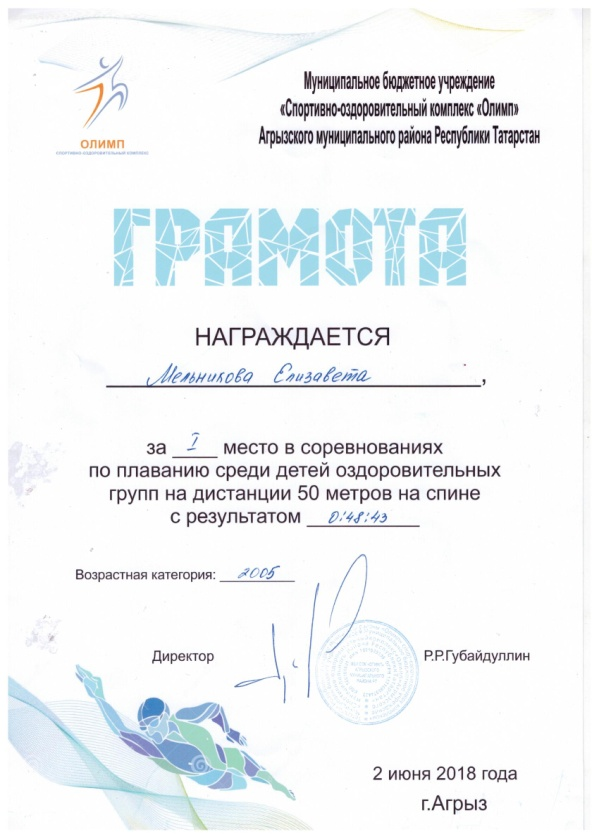 ОЛИМП
СПОРТИВНО-ОЗДОРОВИТЕЛЬНЫЙ КОМПЛЕКС
Муниципальное бюджетное учреждение
«Спортивно-оздоровительный комплекс «Олимп»
Агрызского муниципального района Республики Татарстан
ГРАМОТА
НАГРАЖДАЕТСЯ
Мельникова Елизавета,
за I место в соревнованиях
по плаванию среди детей оздоровительных
групп на дистанции 50 метров на спине
с результатом 0:48:43
Возрастная категория: 2005
Директор
Р.Р.Губайдуллин
2 июня 2018 года
г.Агрыз